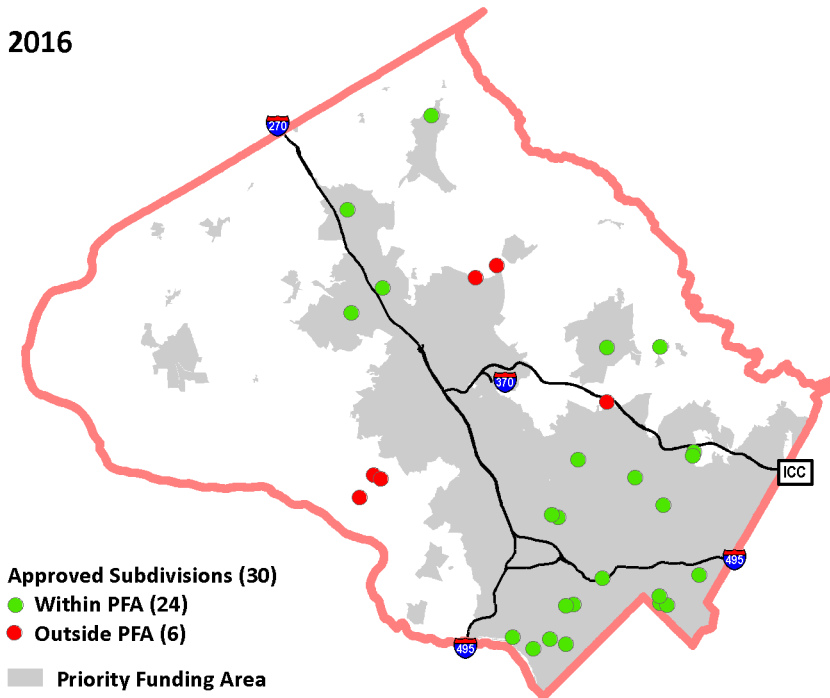 2016
270
370
ICC
495
495
Approved Subdivisions (30)
Within PFA (24)
Outside PFA (6)
Priority Funding Area